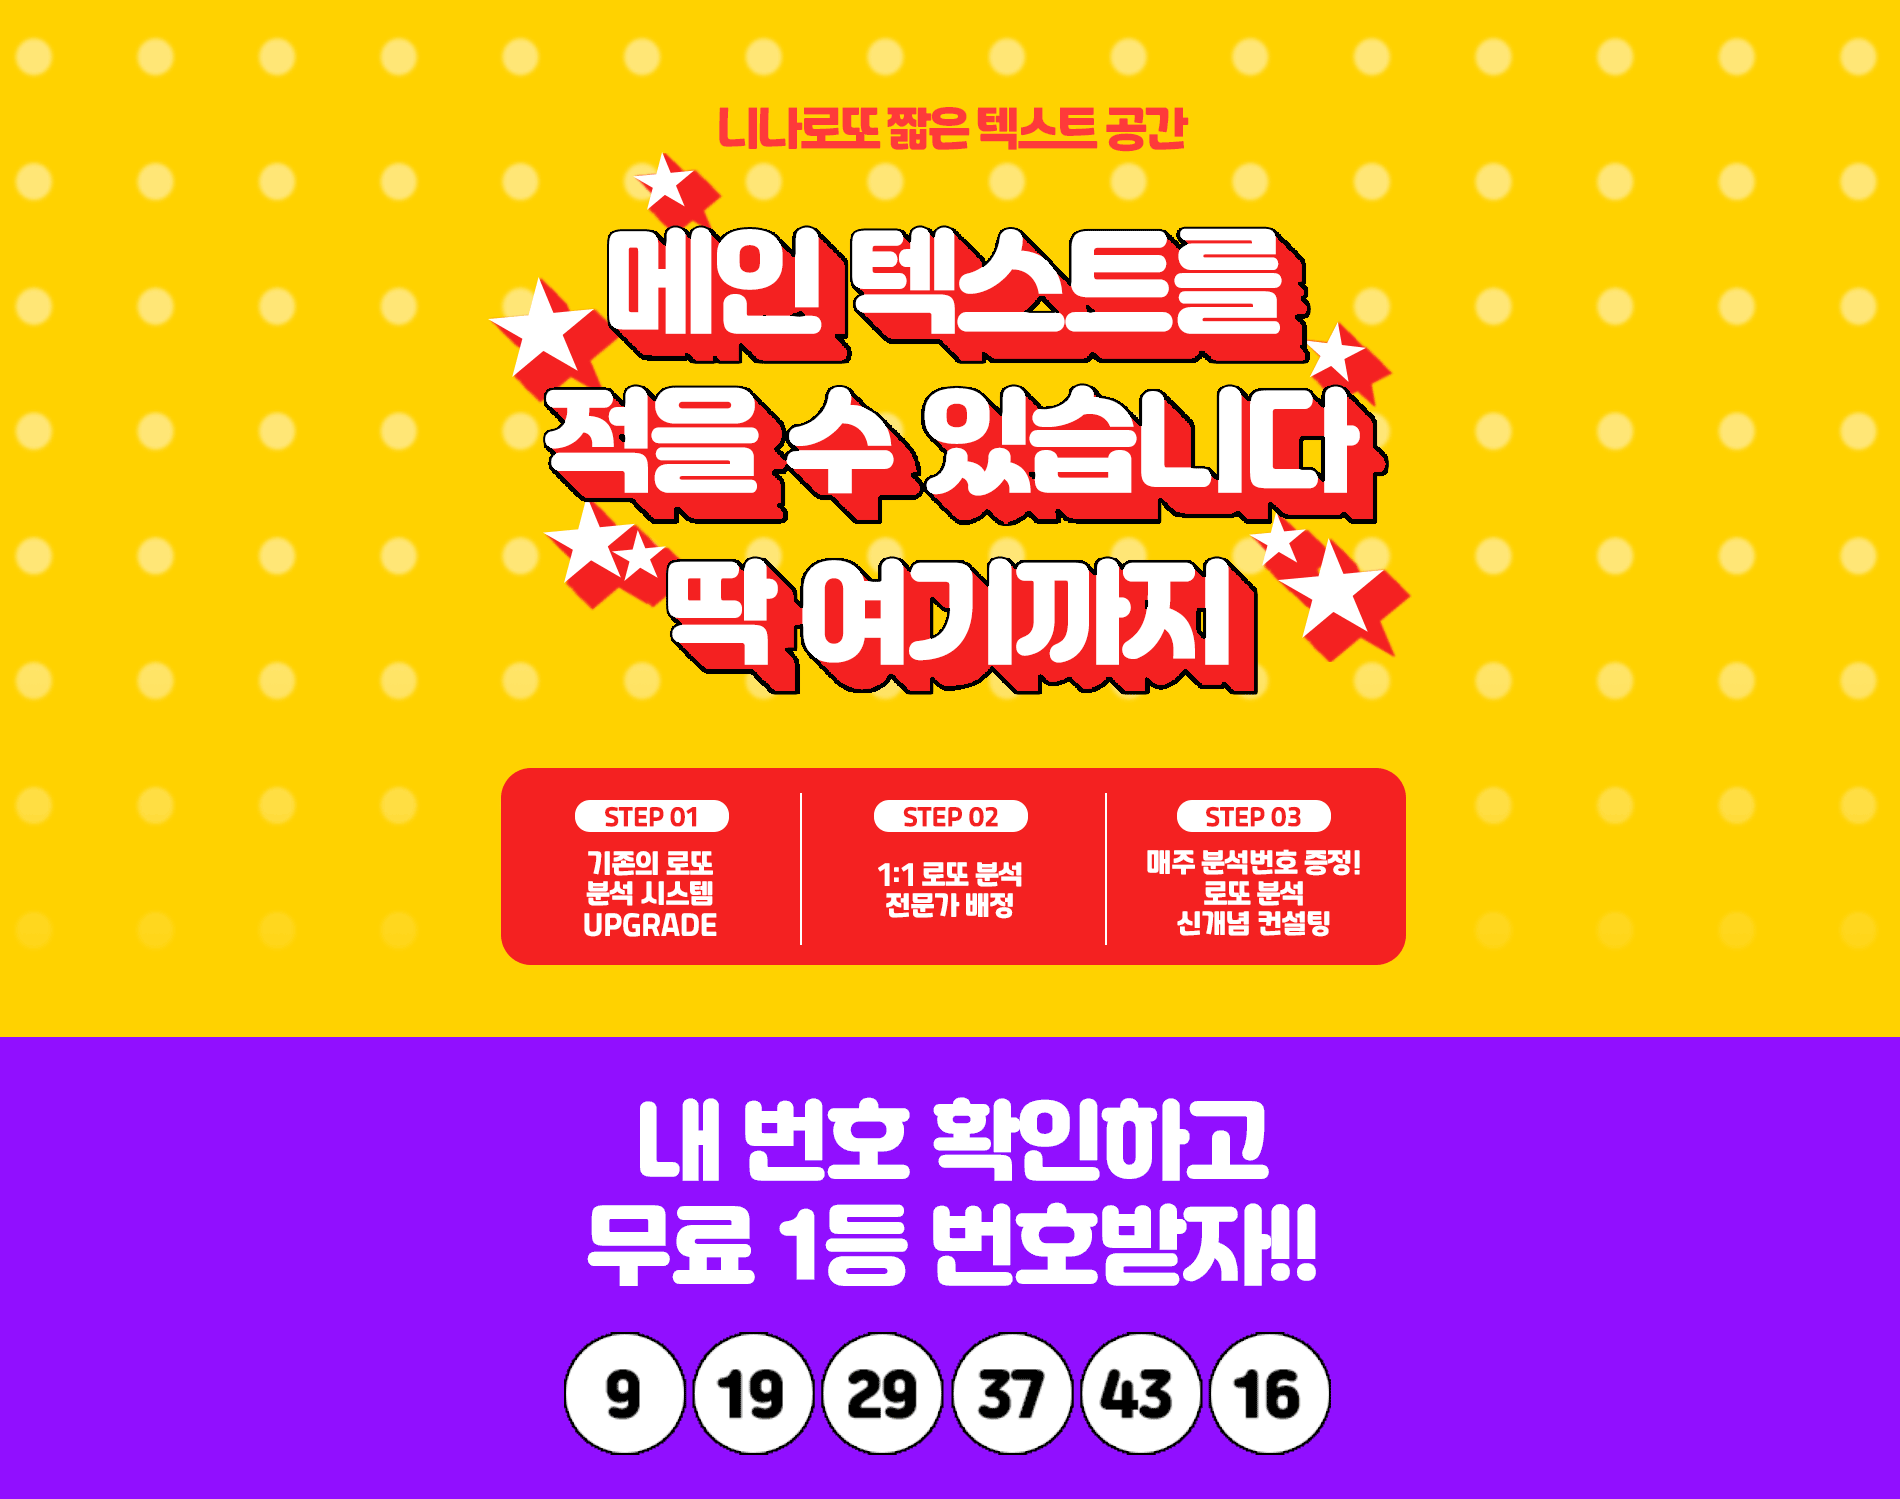 니나로또 짧은 텍스트 공간
메인 텍스트를
적을 수 있습니다
딱 여기까지
STEP 01
기존의 로또
분석 시스템
UPGRADE
STEP 02
1:1 로또 분석
전문가 배정
STEP 03
매주 분석번호 증정!
로또 분석
신개념 컨설팅
내 번호 확인하고
무료 1등 번호받자!!
9 19 29 37 43 16